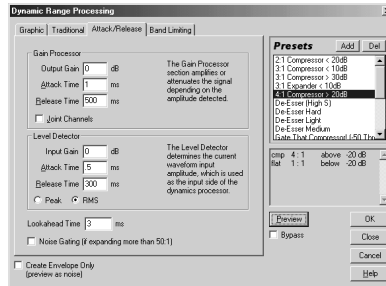 Dynamic Range Processing
Graphic Traditional Attack/Release Band Limiting
Gain Processor
Output Gain 0 dB
Attack Time 1 ms
Release Time 500 ms
Joint Channels
The Gain Processor
section amplifies or
attenuates the signal
depending on the
amplitude detected.
Level Detector
Input Gain 0 dB
Attack Time .5 ms
Release Time 300 ms
Peak RMS
The Level Detector
determines the current
waveform input
amplitude, which is used
as the input side of the
dynamics processor.
Lookahead Time 3 ms
Noise Gating (if expanding more than 50:1)
Create Envelope Only
(preview as noise)
Presets Add Del
2:1 Compressor < 20dB
3:1 Compressor < 10dB
3:1 Compressor > 30dB
3:1 Expander < 10dB
4:1 Compressor > 20dB
De-Esser (High S)
De-Esser Hard
De-Esser Light
De-Esser Medium
Gate That Compressor!
cmp 4 : 1 above -20 dB
flat 1 : 1 below -20 dB
Preview
Bypass
OK
Close
Cancel
Help